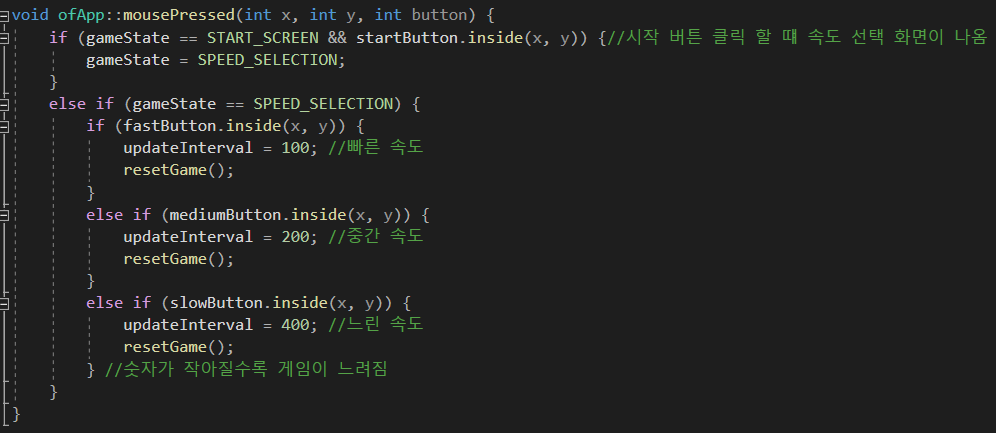 void ofApp::mousePressed(int x, int y, int button) {
    if (gameState == START_SCREEN && startButton.inside(x, y)) {//시작 버튼 클릭 할 떄 속도 선택 화면이 나옴
        gameState = SPEED_SELECTION;
    }
    else if (gameState == SPEED_SELECTION) {
        if (fastButton.inside(x, y)) {
            updateInterval = 100; //빠른 속도
            resetGame();
        }
        else if (mediumButton.inside(x, y)) {
            updateInterval = 200; //중간 속도
            resetGame();
        }
        else if (slowButton.inside(x, y)) {
            updateInterval = 400; //느린 속도
            resetGame();
        } //숫자가 작아질수록 게임이 느려짐
    }
}